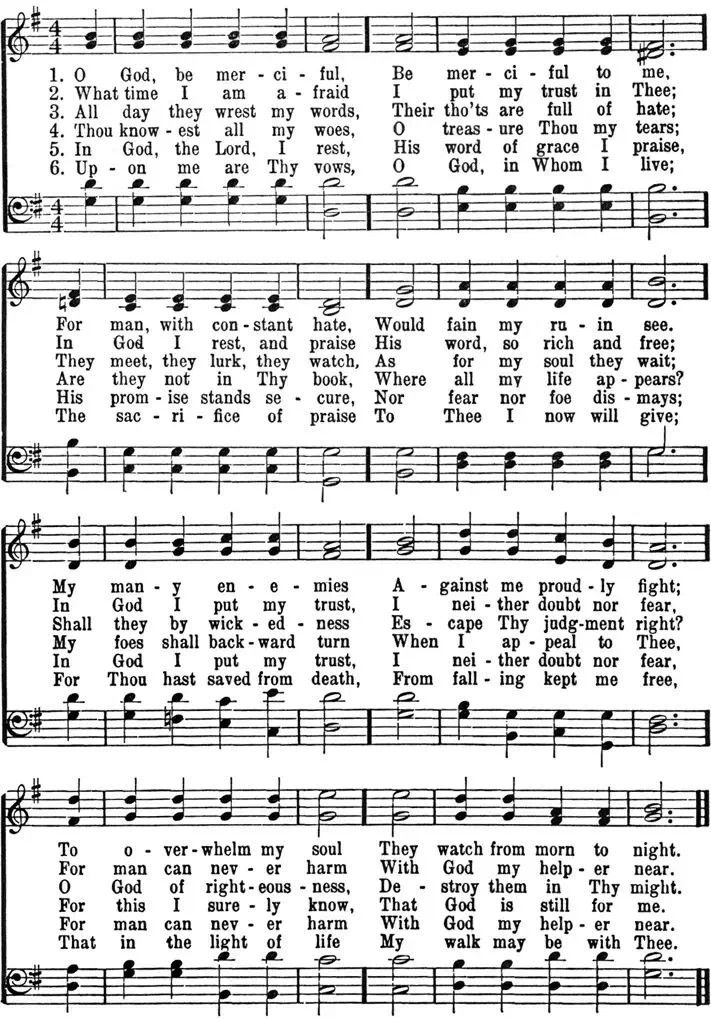 4 4
1. O God, be mer - ci - ful, Be mer - ci - ful to me,
2. What time I am a - fraid I put my trust in Thee;
3. All day they wrest my words, Their tho'ts are full of hate;
4. Thou know - est all my woes, O treas - ure Thou my tears;
5. In God, the Lord, I rest, His word of grace I praise,
6. Up - on me are Thy vows, O God, in Whom I live;
4 4
For man, with con - stant hate, Would fain my ru - in see.
In God I rest, and praise His word, so rich and free;
They meet, they lurk, they watch, As for my soul they wait;
Are they not in Thy book, Where all my life ap - pears?
His prom - ise stands se - cure, Nor fear nor foe dis - mays;
The sac - ri - fice of praise To Thee I now will give;
My man - y en - e - mies A - gainst me proud - ly fight;
In God I put my trust, I nei - ther doubt nor fear,
Shall they by wick - ed - ness Es - cape Thy judg - ment right?
My foes shall back - ward turn When I ap - peal to Thee,
In God I put my trust, I nei - ther doubt nor fear,
For Thou hast saved from death, From fall - ing kept me free,
To o - ver - whelm my soul They watch from morn to night.
For man can nev - er harm With God my help - er near.
O God of right - eous - ness, De - stroy them in Thy might.
For this I sure - ly know, That God is still for me.
For man can nev - er harm With God my help - er near.
That in the light of life My walk may be with Thee.